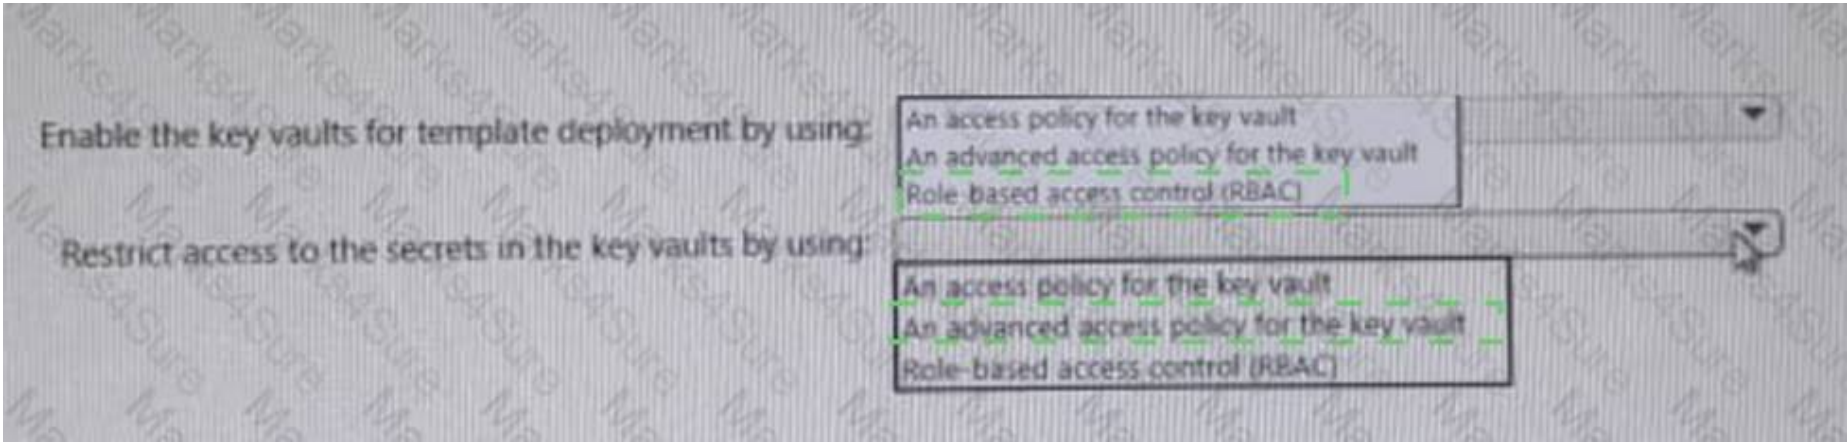 Enable the key vaults for template deployment by using:
An access policy for the key vault
An advanced access policy for the key vault
Role-based access control (RBAC)
Restrict access to the secrets in the key vaults by using:
An access policy for the key vault
An advanced access policy for the key vault
Role-based access control (RBAC)
Marks4Sure